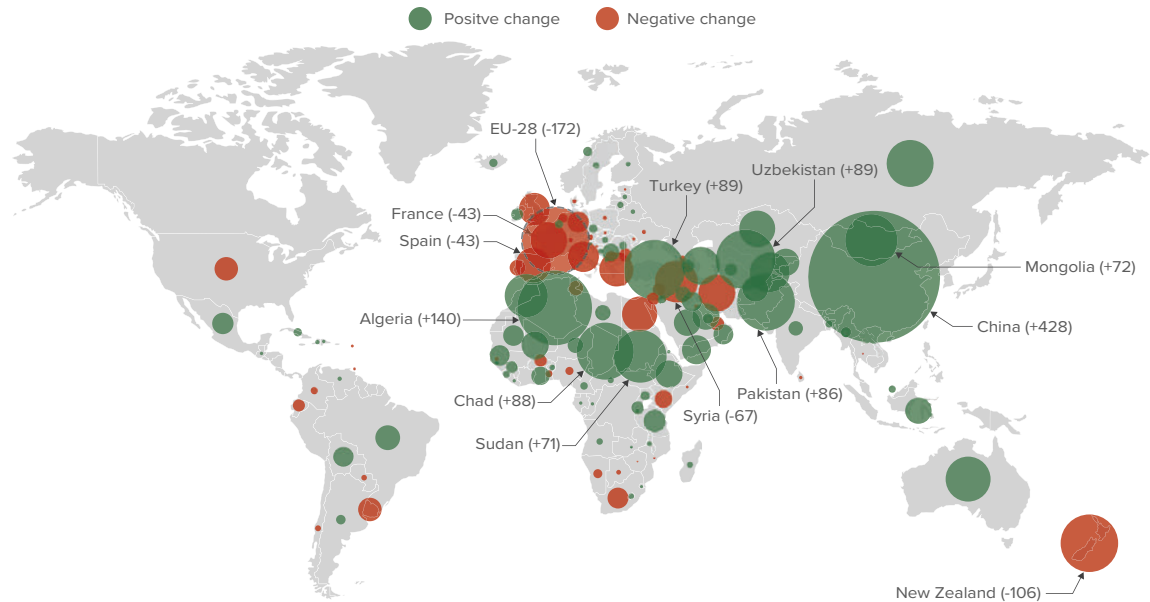 Positve change
Negative change
EU-28 (-172)
Uzbekistan (+89)
Turkey (+89)
France (-43)
Spain (-43)
Mongolia (+72)
Algeria (+140)
China (+428)
Pakistan (+86)
Chad (+88)
Syria (-67)
Sudan (+71)
New Zealand (-106)